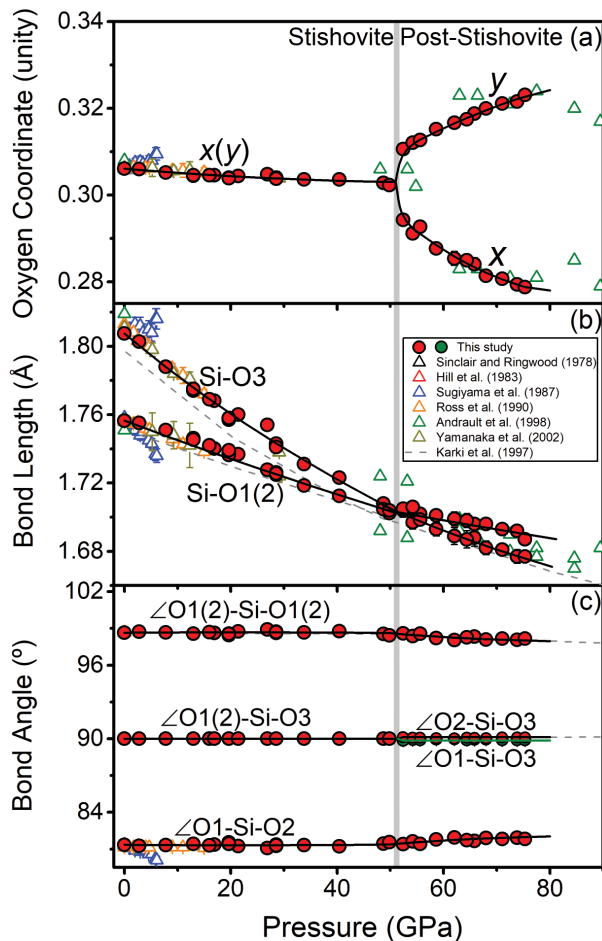 Stishovite Post-Stishovite (a)
0.34
0.32
0.30
0.28
Oxygen Coordinate (unity)
y
x(y)
x
(b)
1.80
1.76
1.72
1.68
Bond Length (Å)
Si-O3
Si-O1(2)
This study
Sinclair and Ringwood (1978)
Hill et al. (1983)
Sugiyama et al. (1987)
Ross et al. (1990)
Andrault et al. (1998)
Yamanaka et al. (2002)
Karki et al. (1997)
(c)
102
96
90
84
Bond Angle (º)
∠O1(2)-Si-O1(2)
∠O1(2)-Si-O3
∠O2-Si-O3
∠O1-Si-O3
∠O1-Si-O2
0 20 40 60 80
Pressure (GPa)